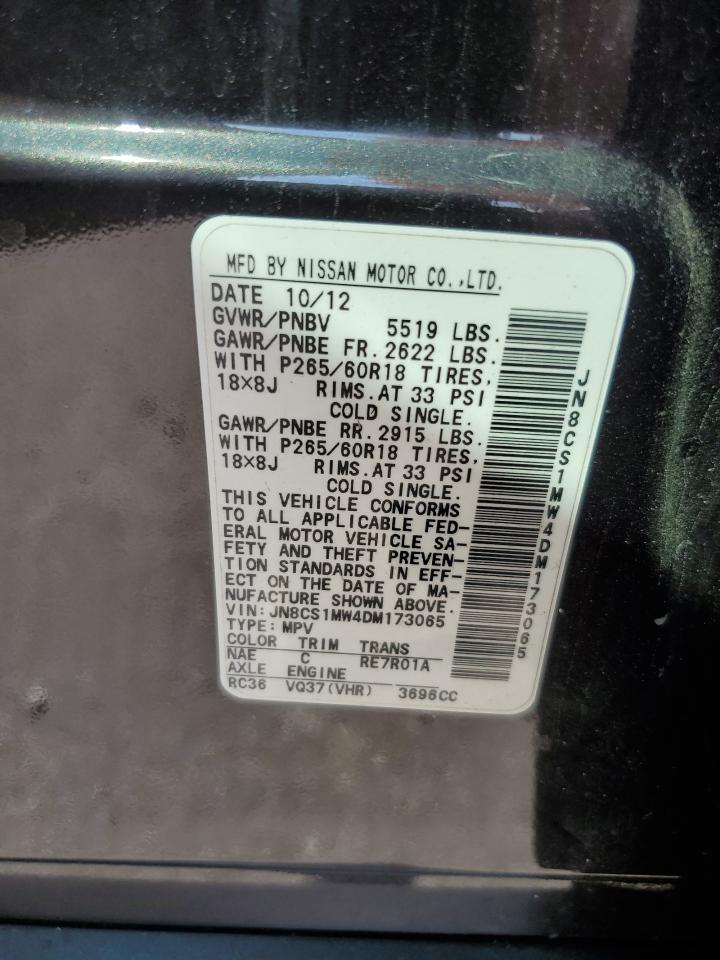 MFD BY NISSAN MOTOR CO.,LTD.
DATE 10/12
GVWR/PNBV 5519 LBS.
GAWR/PNBE FR. 2622 LBS.
WITH P265/60R18 TIRES,
18×8J RIMS.AT 33 PSI
COLD SINGLE.
GAWR/PNBE RR. 2915 LBS.
WITH P265/60R18 TIRES,
18×8J RIMS.AT 33 PSI
COLD SINGLE.
THIS VEHICLE CONFORMS
TO ALL APPLICABLE FED-
ERAL MOTOR VEHICLE SA-
FETY AND THEFT PREVEN-
TION STANDARDS IN EFF-
ECT ON THE DATE OF MA-
NUFACTURE SHOWN ABOVE.
VIN:JN8CS1MW4DM173065
TYPE:MPV
COLOR TRIM TRANS
NAE C RE7R01A
AXLE ENGINE
RC36 VQ37(VHR) 3696CC
JN8CS1MW4DM173065